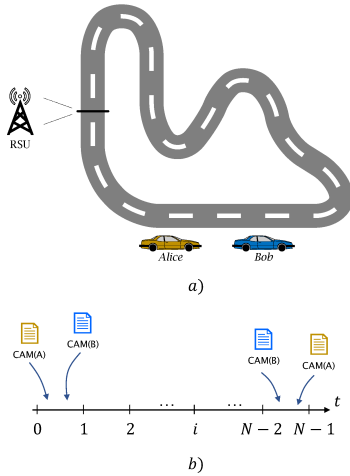 RSU
Alice Bob
a)
CAM(A) CAM(B) CAM(B) CAM(A)
... ... t
0 1 2 i N − 2 N − 1
b)